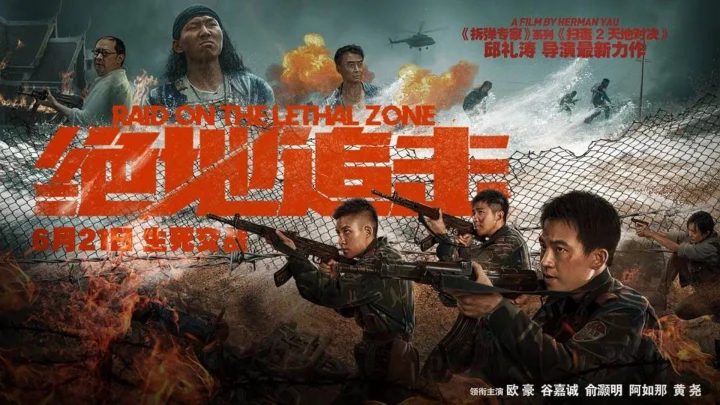 A FILM BY HERMAN YAU
《拆弹专家》系列《扫毒2天地对决》
邱礼涛 导演最新力作
RAID ON THE LETHAL ZONE
绝地追击
6月21日 生死交战
领衔主演 欧豪 谷嘉诚 俞灏明 阿如那 黄尧